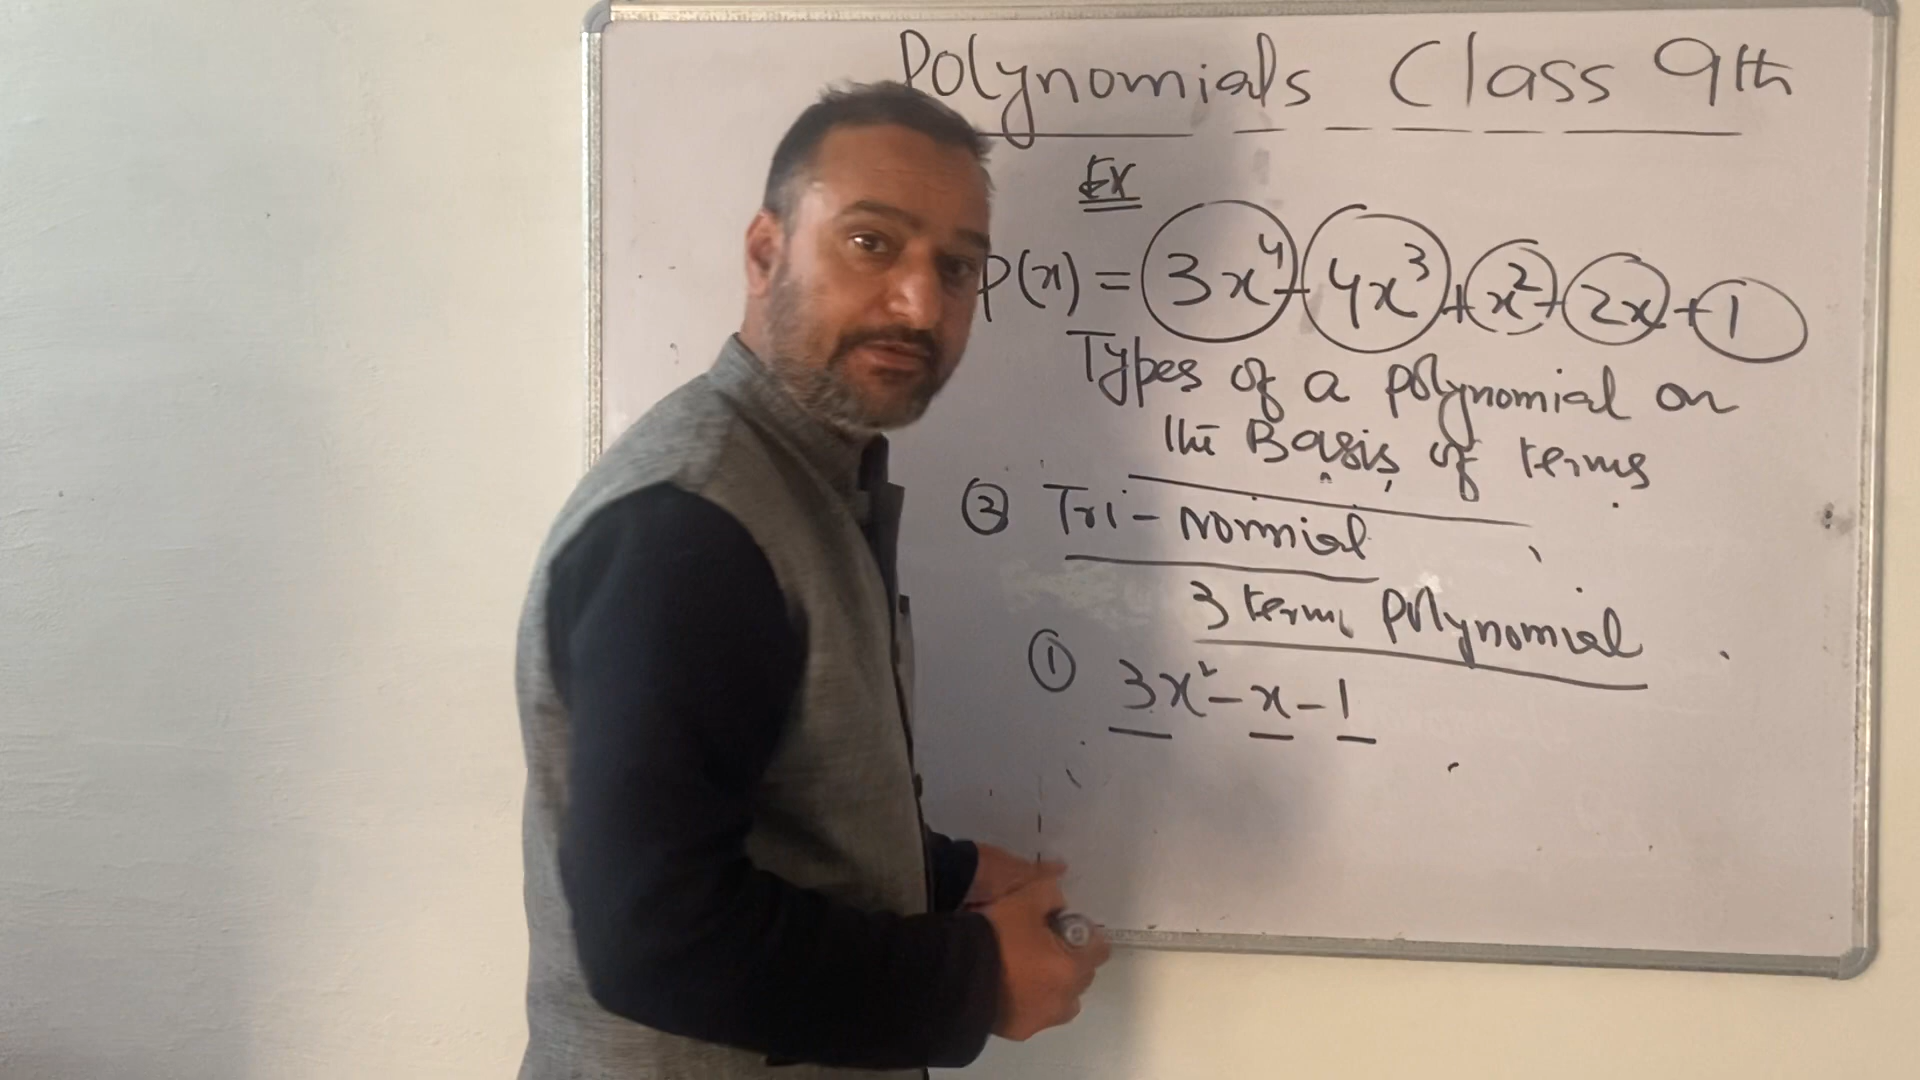 Polynomials Class 9th
Ex
P(x) = 3x⁴ - 4x³ + x² + 2x + 1
Types of a polynomial on
the Basis of terms
③ Tri - nomial
3 terms polynomial
① 3x² - x - 1